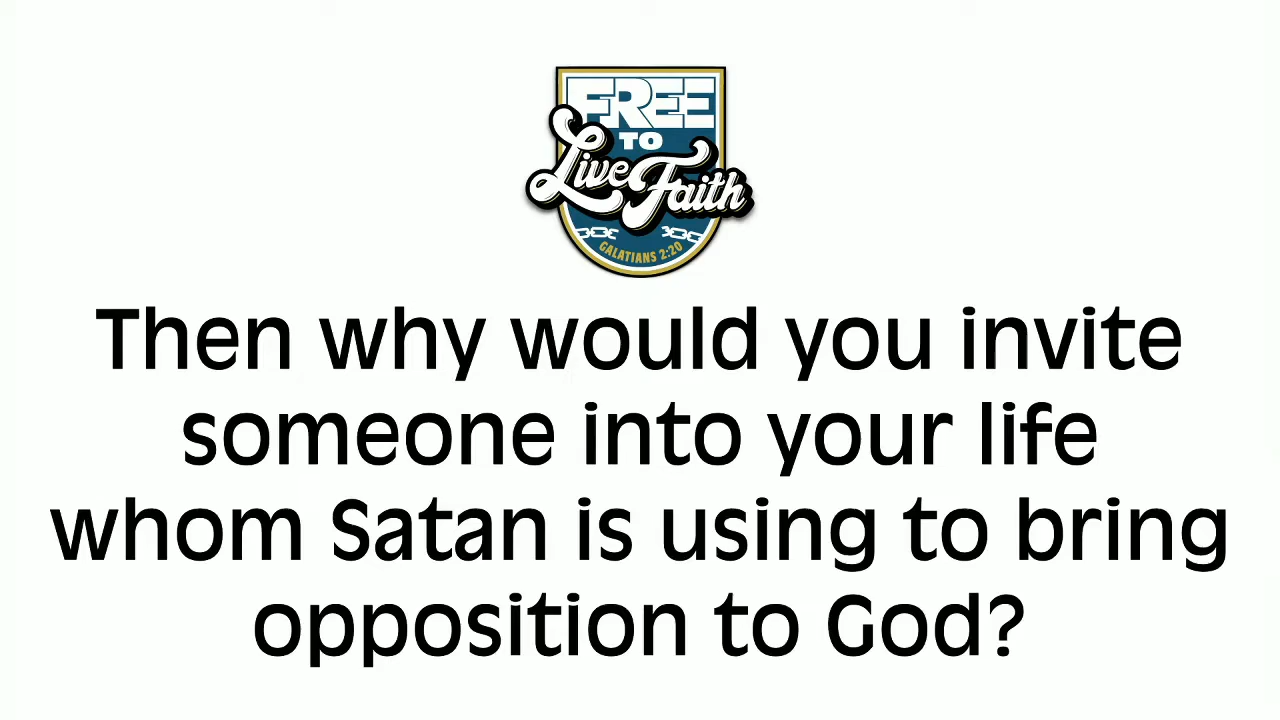 FREE
TO
Live Faith
GALATIANS 2:20
Then why would you invite
someone into your life
whom Satan is using to bring
opposition to God?